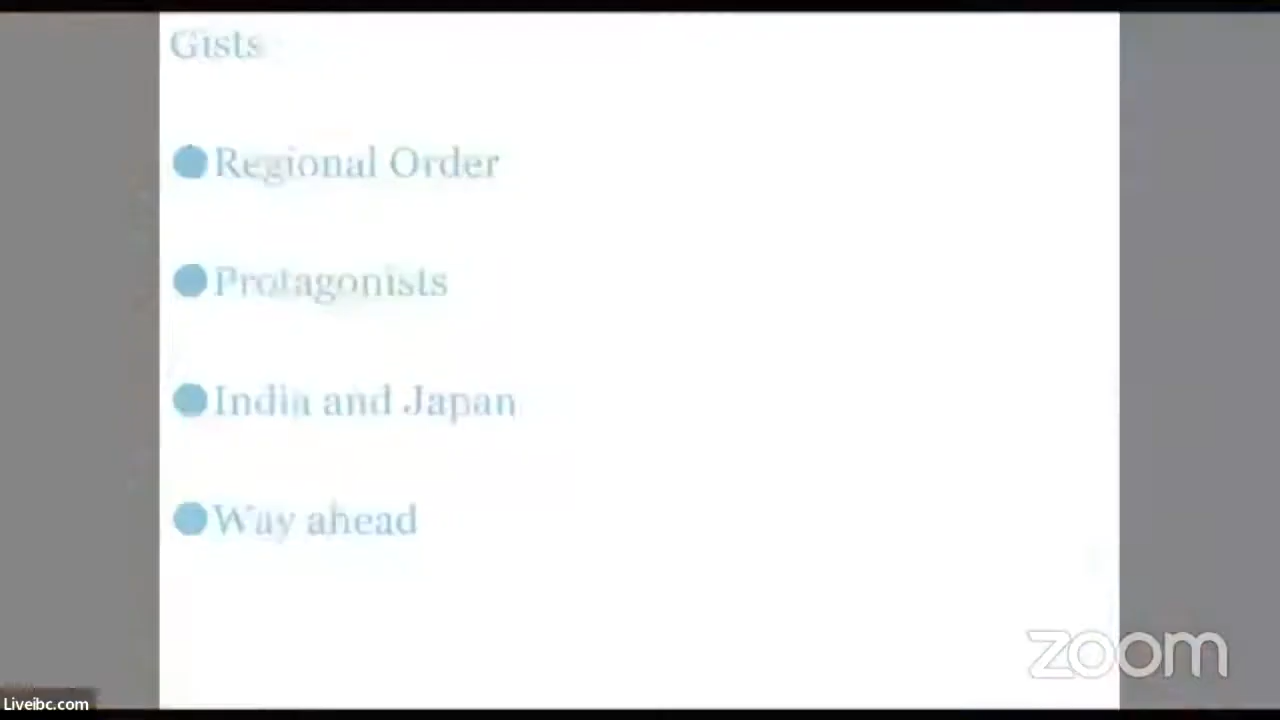 Gists
Regional Order
Protagonists
India and Japan
Way ahead
zoom
Liveibc.com